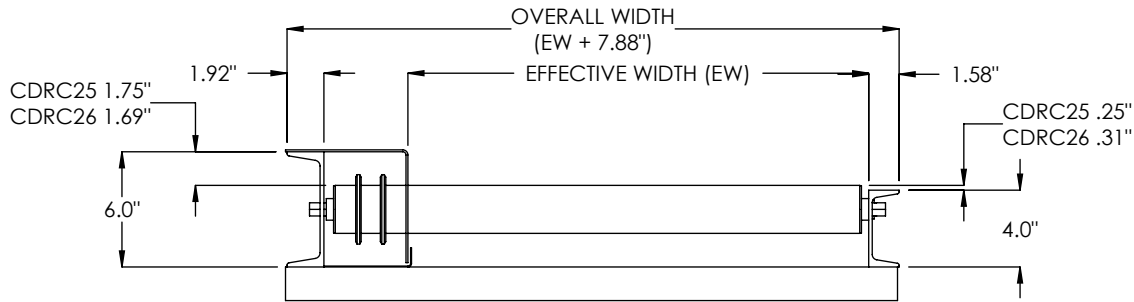 OVERALL WIDTH
(EW + 7.88")
1.92"
EFFECTIVE WIDTH (EW)
1.58"
CDRC25 1.75"
CDRC26 1.69"
CDRC25 .25"
CDRC26 .31"
6.0"
4.0"